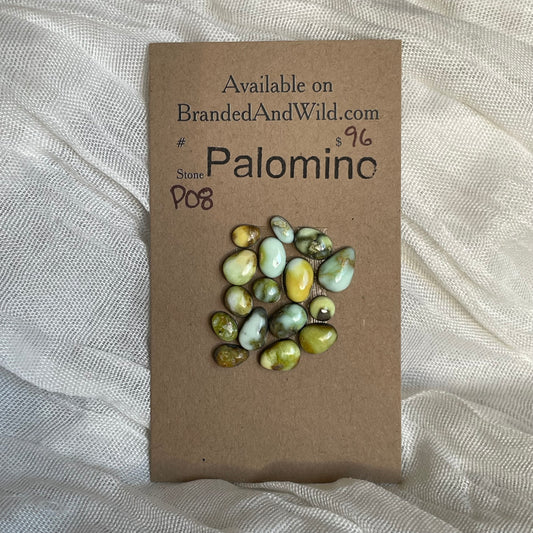 Available on
BrandedAndWild.com
# $ 96
Stone Palomino
P08